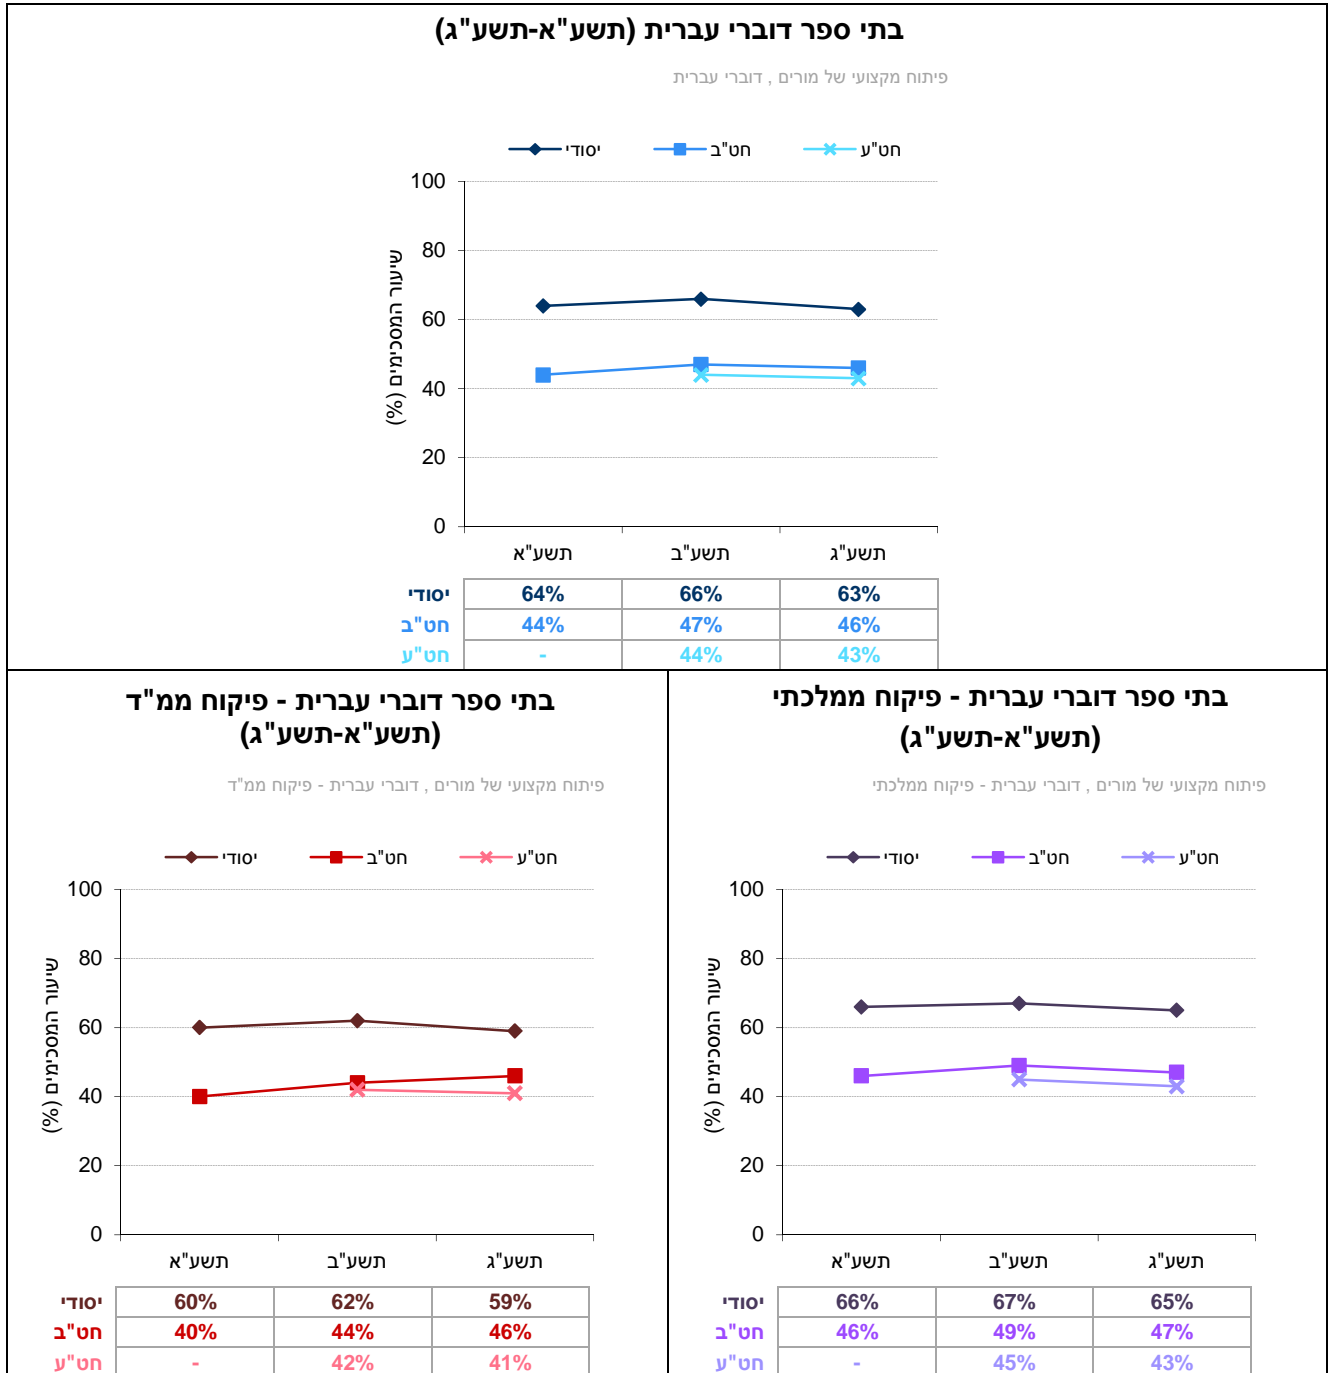 בתי ספר דוברי עברית (תשע"א-תשע"ג)
פיתוח מקצועי של מורים , דוברי עברית
יסודי חט"ב חט"ע
100
80
60
40
20
0
שיעור המסכימים (%)
תשע"א תשע"ב תשע"ג
יסודי 64% 66% 63%
חט"ב 44% 47% 46%
חט"ע - 44% 43%
בתי ספר דוברי עברית - פיקוח ממלכתי
(תשע"א-תשע"ג)
פיתוח מקצועי של מורים , דוברי עברית - פיקוח ממלכתי
יסודי חט"ב חט"ע
100
80
60
40
20
0
שיעור המסכימים (%)
תשע"א תשע"ב תשע"ג
יסודי 66% 67% 65%
חט"ב 46% 49% 47%
חט"ע - 45% 43%
בתי ספר דוברי עברית - פיקוח ממ"ד
(תשע"א-תשע"ג)
פיתוח מקצועי של מורים , דוברי עברית - פיקוח ממ"ד
יסודי חט"ב חט"ע
100
80
60
40
20
0
שיעור המסכימים (%)
תשע"א תשע"ב תשע"ג
יסודי 60% 62% 59%
חט"ב 40% 44% 46%
חט"ע - 42% 41%